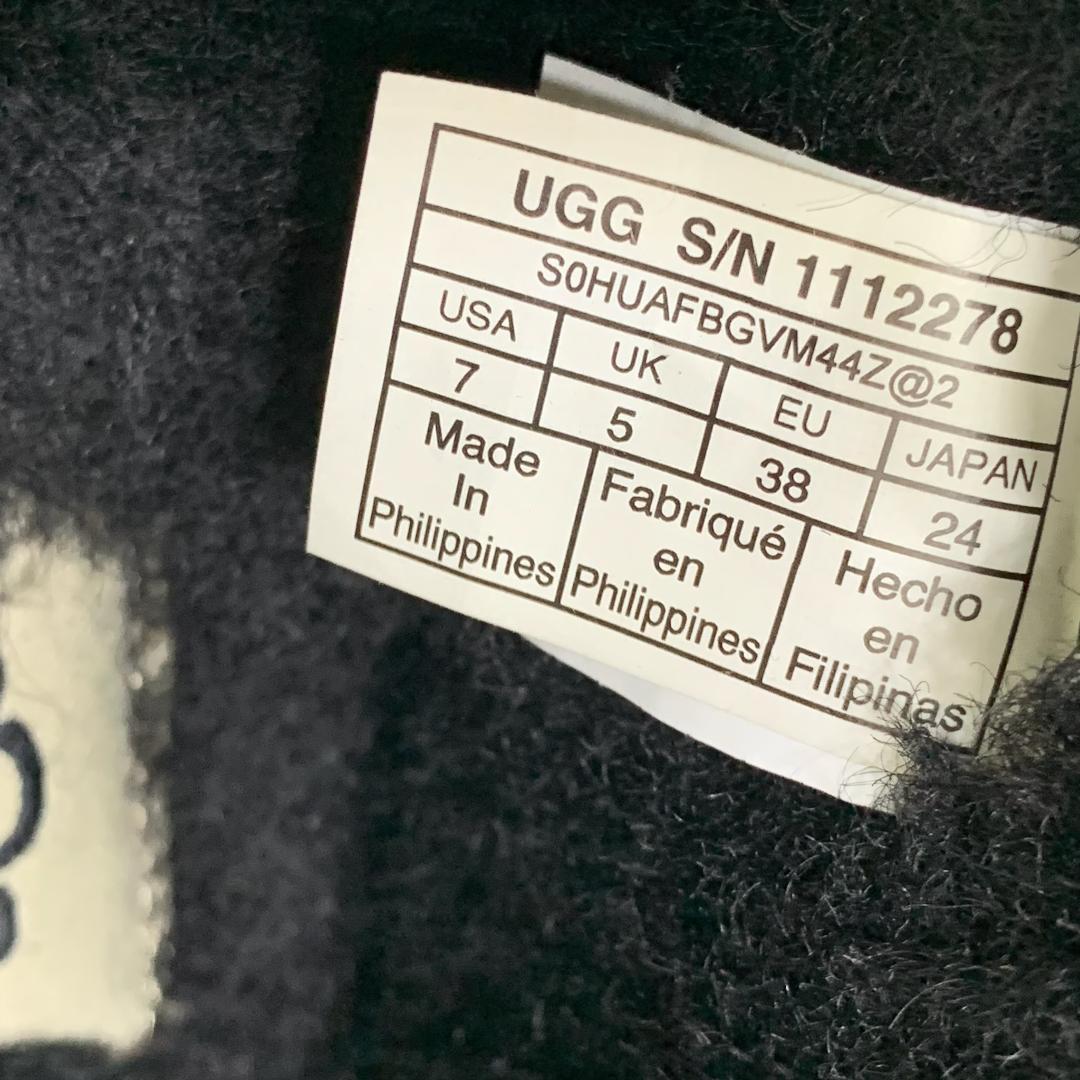 UGG S/N 1112278
S0HUAFBGVM44Z@2
USA UK EU JAPAN
7 5 38 24
Made
In
Philippines
Fabriqué
en
Philippines
Hecho
en
Filipinas